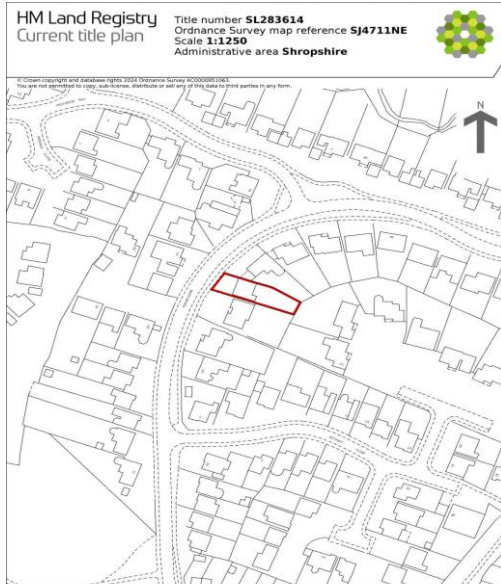 HM Land Registry
Current title plan
Title number SL283614
Ordnance Survey map reference SJ4711NE
Scale 1:1250
Administrative area Shropshire
© Crown copyright and database rights 2024 Ordnance Survey AC0000851063.
You are not permitted to copy, sub-license, distribute or sell any of this data to third parties in any form.
N